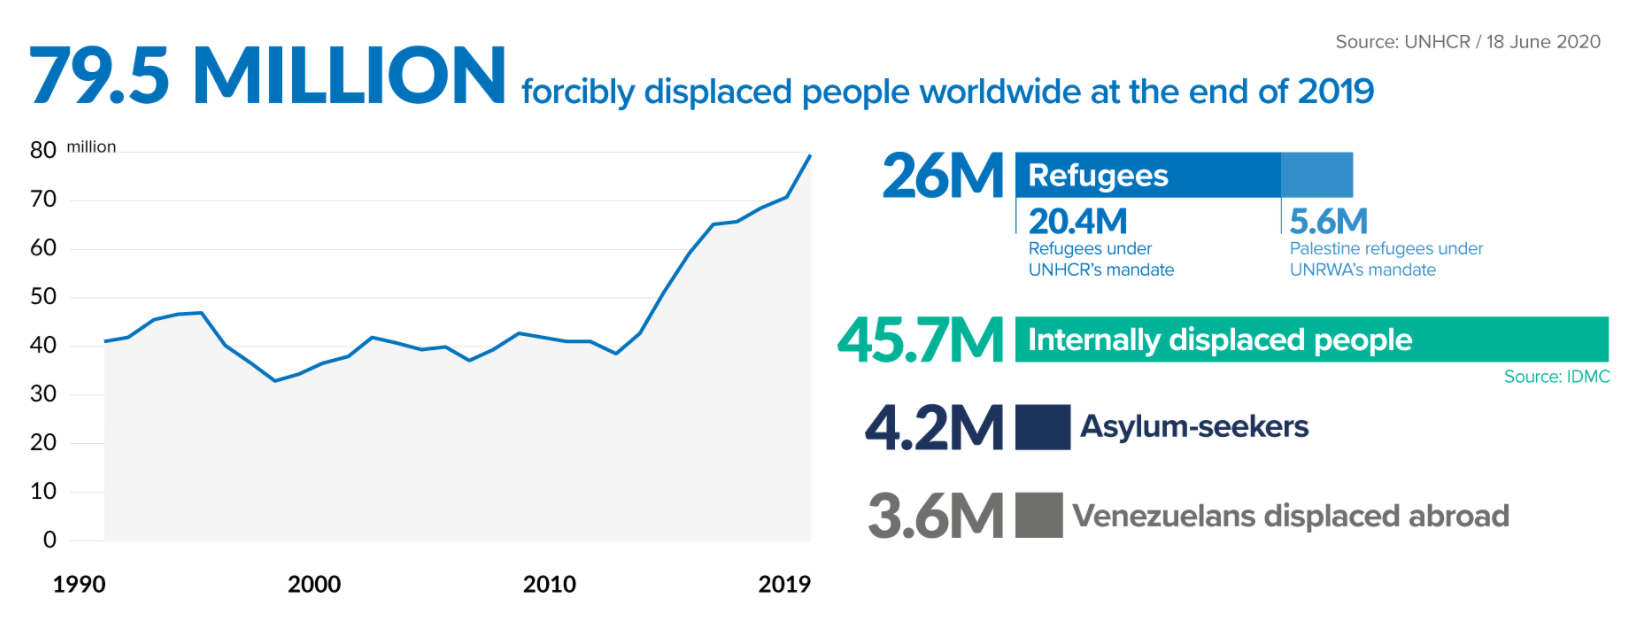 Source: UNHCR / 18 June 2020
79.5 MILLION forcibly displaced people worldwide at the end of 2019
80 million
70
60
50
40
30
20
10
0
1990 2000 2010 2019
26M Refugees
20.4M 5.6M
Refugees under Palestine refugees under
UNHCR's mandate UNRWA's mandate
45.7M Internally displaced people
Source: IDMC
4.2M Asylum-seekers
3.6M Venezuelans displaced abroad